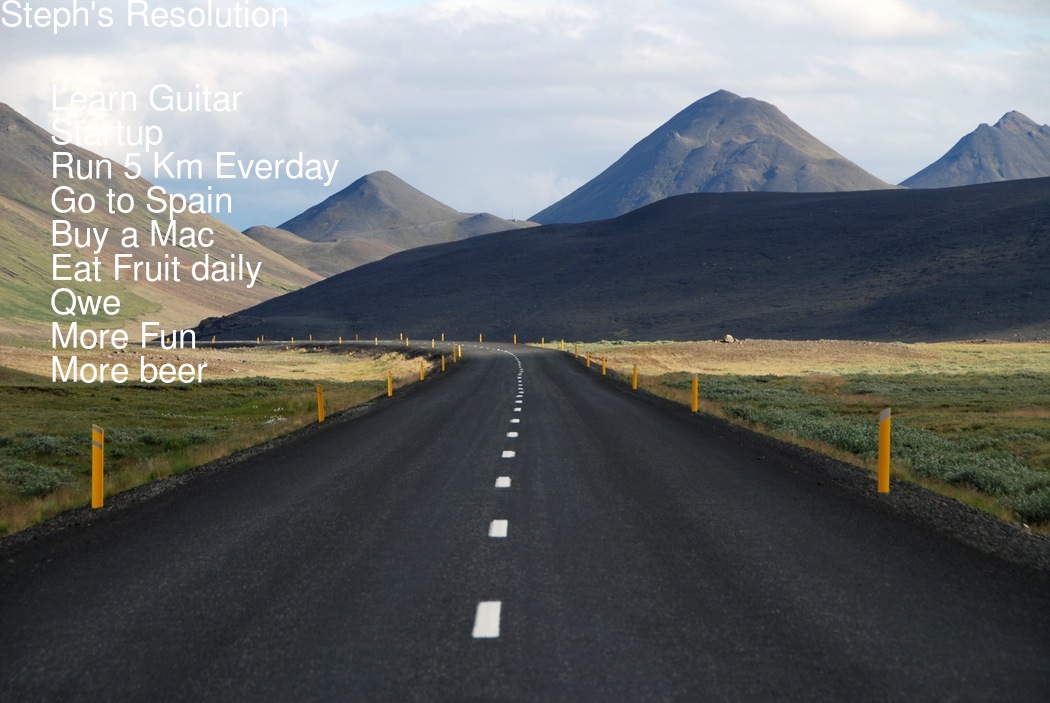 Steph's Resolution
Learn Guitar
Startup
Run 5 Km Everday
Go to Spain
Buy a Mac
Eat Fruit daily
Qwe
More Fun
More beer